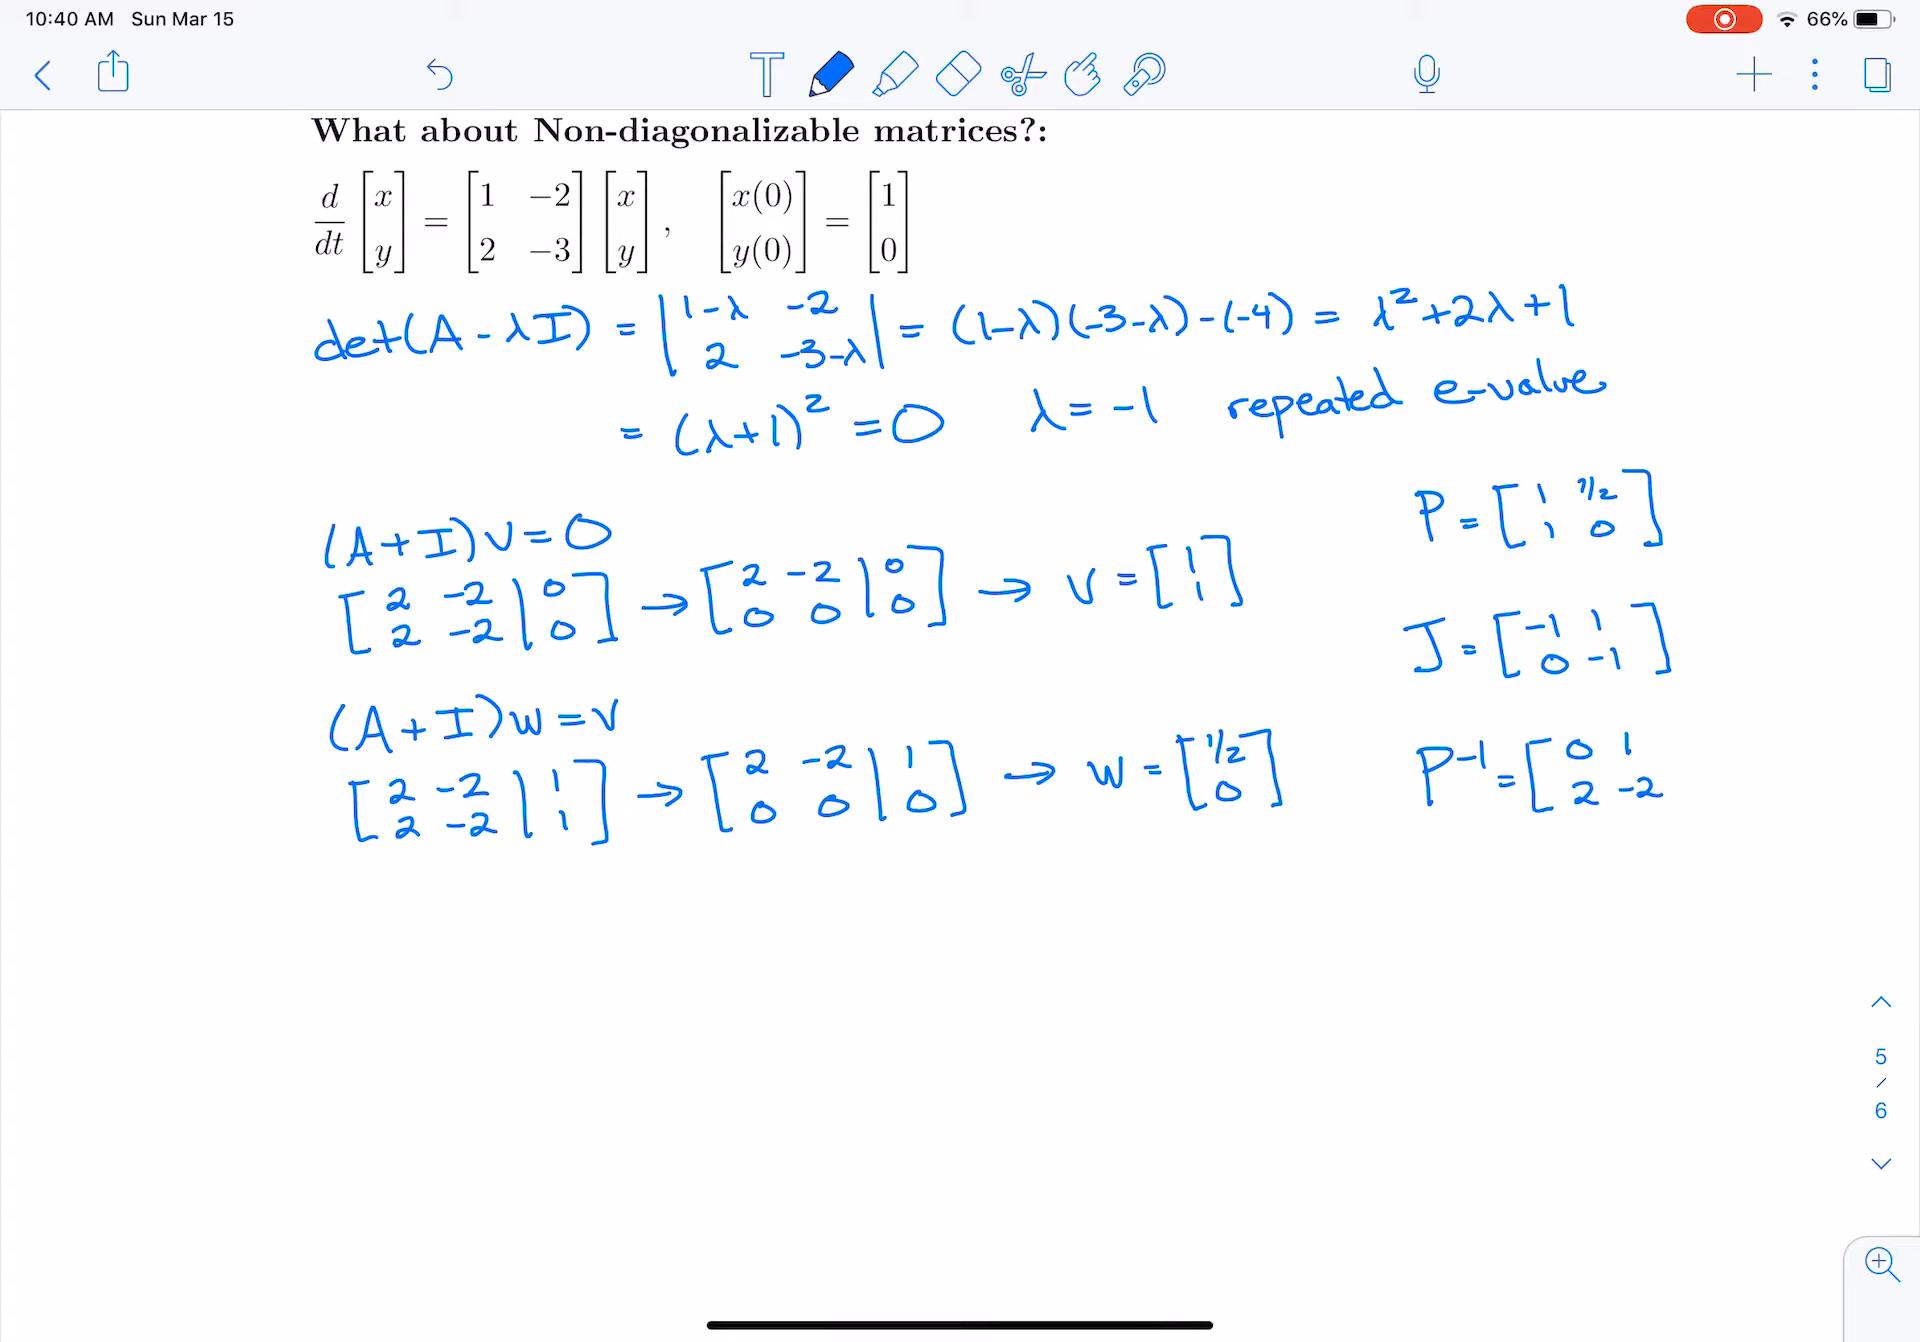 10:40 AM Sun Mar 15 66%
What about Non-diagonalizable matrices?:
d/dt [x; y] = [1 −2; 2 −3] [x; y], [x(0); y(0)] = [1; 0]
det(A - λI) = |1-λ -2; 2 -3-λ| = (1-λ)(-3-λ)-(-4) = λ²+2λ+1
= (λ+1)² = 0 λ = -1 repeated e-value
P = [1 1/2; 1 0]
(A+I)v = 0
[2 -2 | 0; 2 -2 | 0] → [2 -2 | 0; 0 0 | 0] → v = [1; 1]
J = [-1 1; 0 -1]
(A+I)w = v
[2 -2 | 1; 2 -2 | 1] → [2 -2 | 1; 0 0 | 0] → w = [1/2; 0]
P⁻¹ = [0 1; 2 -2
5
/
6